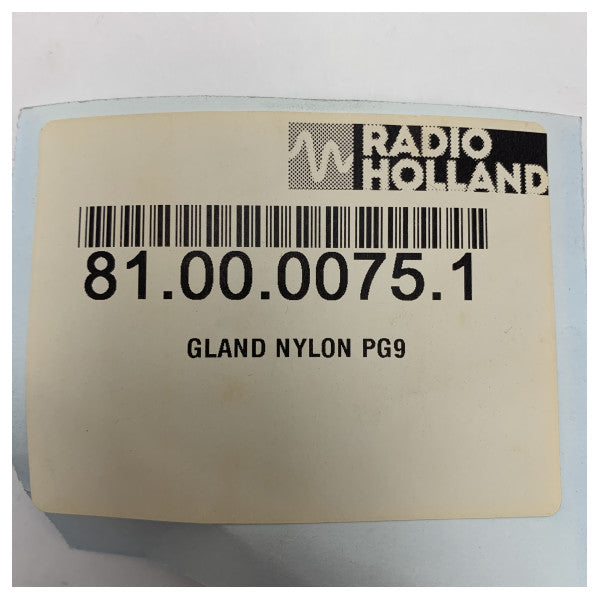 RADIO
HOLLAND
81.00.0075.1
GLAND NYLON PG9